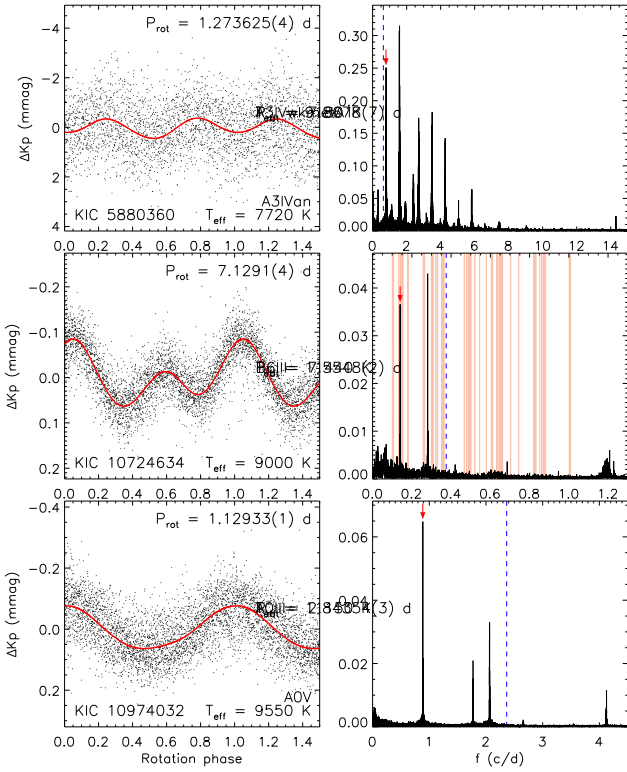 P_rot = 1.273625(4) d
ΔKp (mmag)
−4
−2
0
2
4
A3IVan
KIC 5880360 T_eff = 7720 K
0.0 0.2 0.4 0.6 0.8 1.0 1.2 1.4
0.30
0.25
0.20
0.15
0.10
0.05
0.00
0 2 4 6 8 10 12 14
P_rot = 7.1291(4) d
ΔKp (mmag)
−0.2
−0.1
0.0
0.1
0.2
KIC 10724634 T_eff = 9000 K
0.0 0.2 0.4 0.6 0.8 1.0 1.2 1.4
0.04
0.03
0.02
0.01
0.00
0.0 0.2 0.4 0.6 0.8 1.0 1.2
P_rot = 1.12933(1) d
ΔKp (mmag)
−0.4
−0.2
0.0
0.2
A0V
KIC 10974032 T_eff = 9550 K
0.0 0.2 0.4 0.6 0.8 1.0 1.2 1.4
Rotation phase
0.06
0.04
0.02
0.00
0 1 2 3 4
f (c/d)